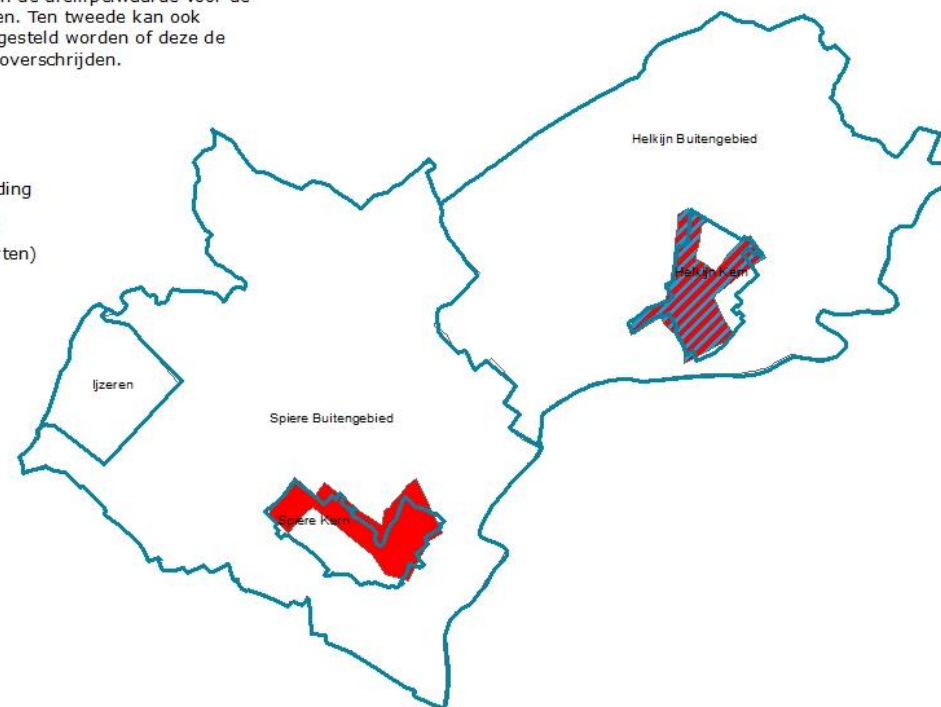 en. Ten tweede kan ook
gesteld worden of deze de
overschrijden.
ding
rten)
Helkijn Buitengebied
Helkijn Kern
Ijzeren
Spiere Buitengebied
Spiere Kern